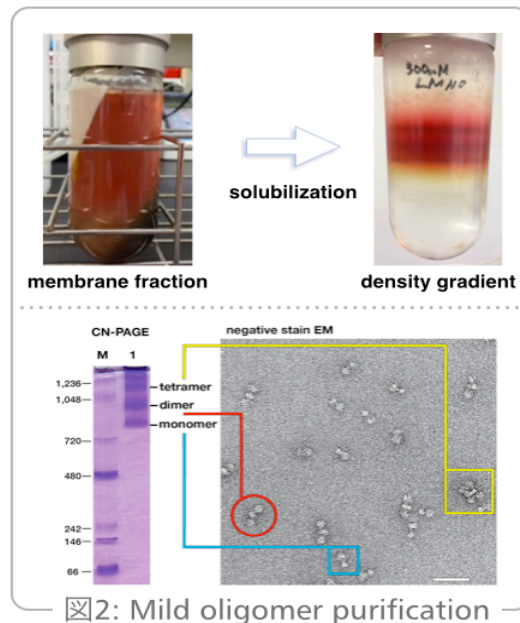 300mM
LMNG
solubilization
membrane fraction
density gradient
CN-PAGE
negative stain EM
M 1
1,236
tetramer
1,048
dimer
monomer
720
480
242
146
66
図2: Mild oligomer purification